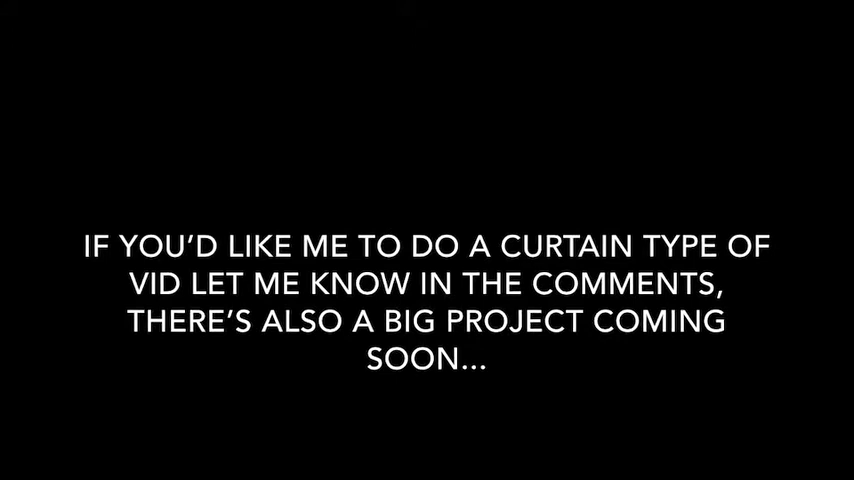 IF YOU’D LIKE ME TO DO A CURTAIN TYPE OF
VID LET ME KNOW IN THE COMMENTS,
THERE’S ALSO A BIG PROJECT COMING
SOON...